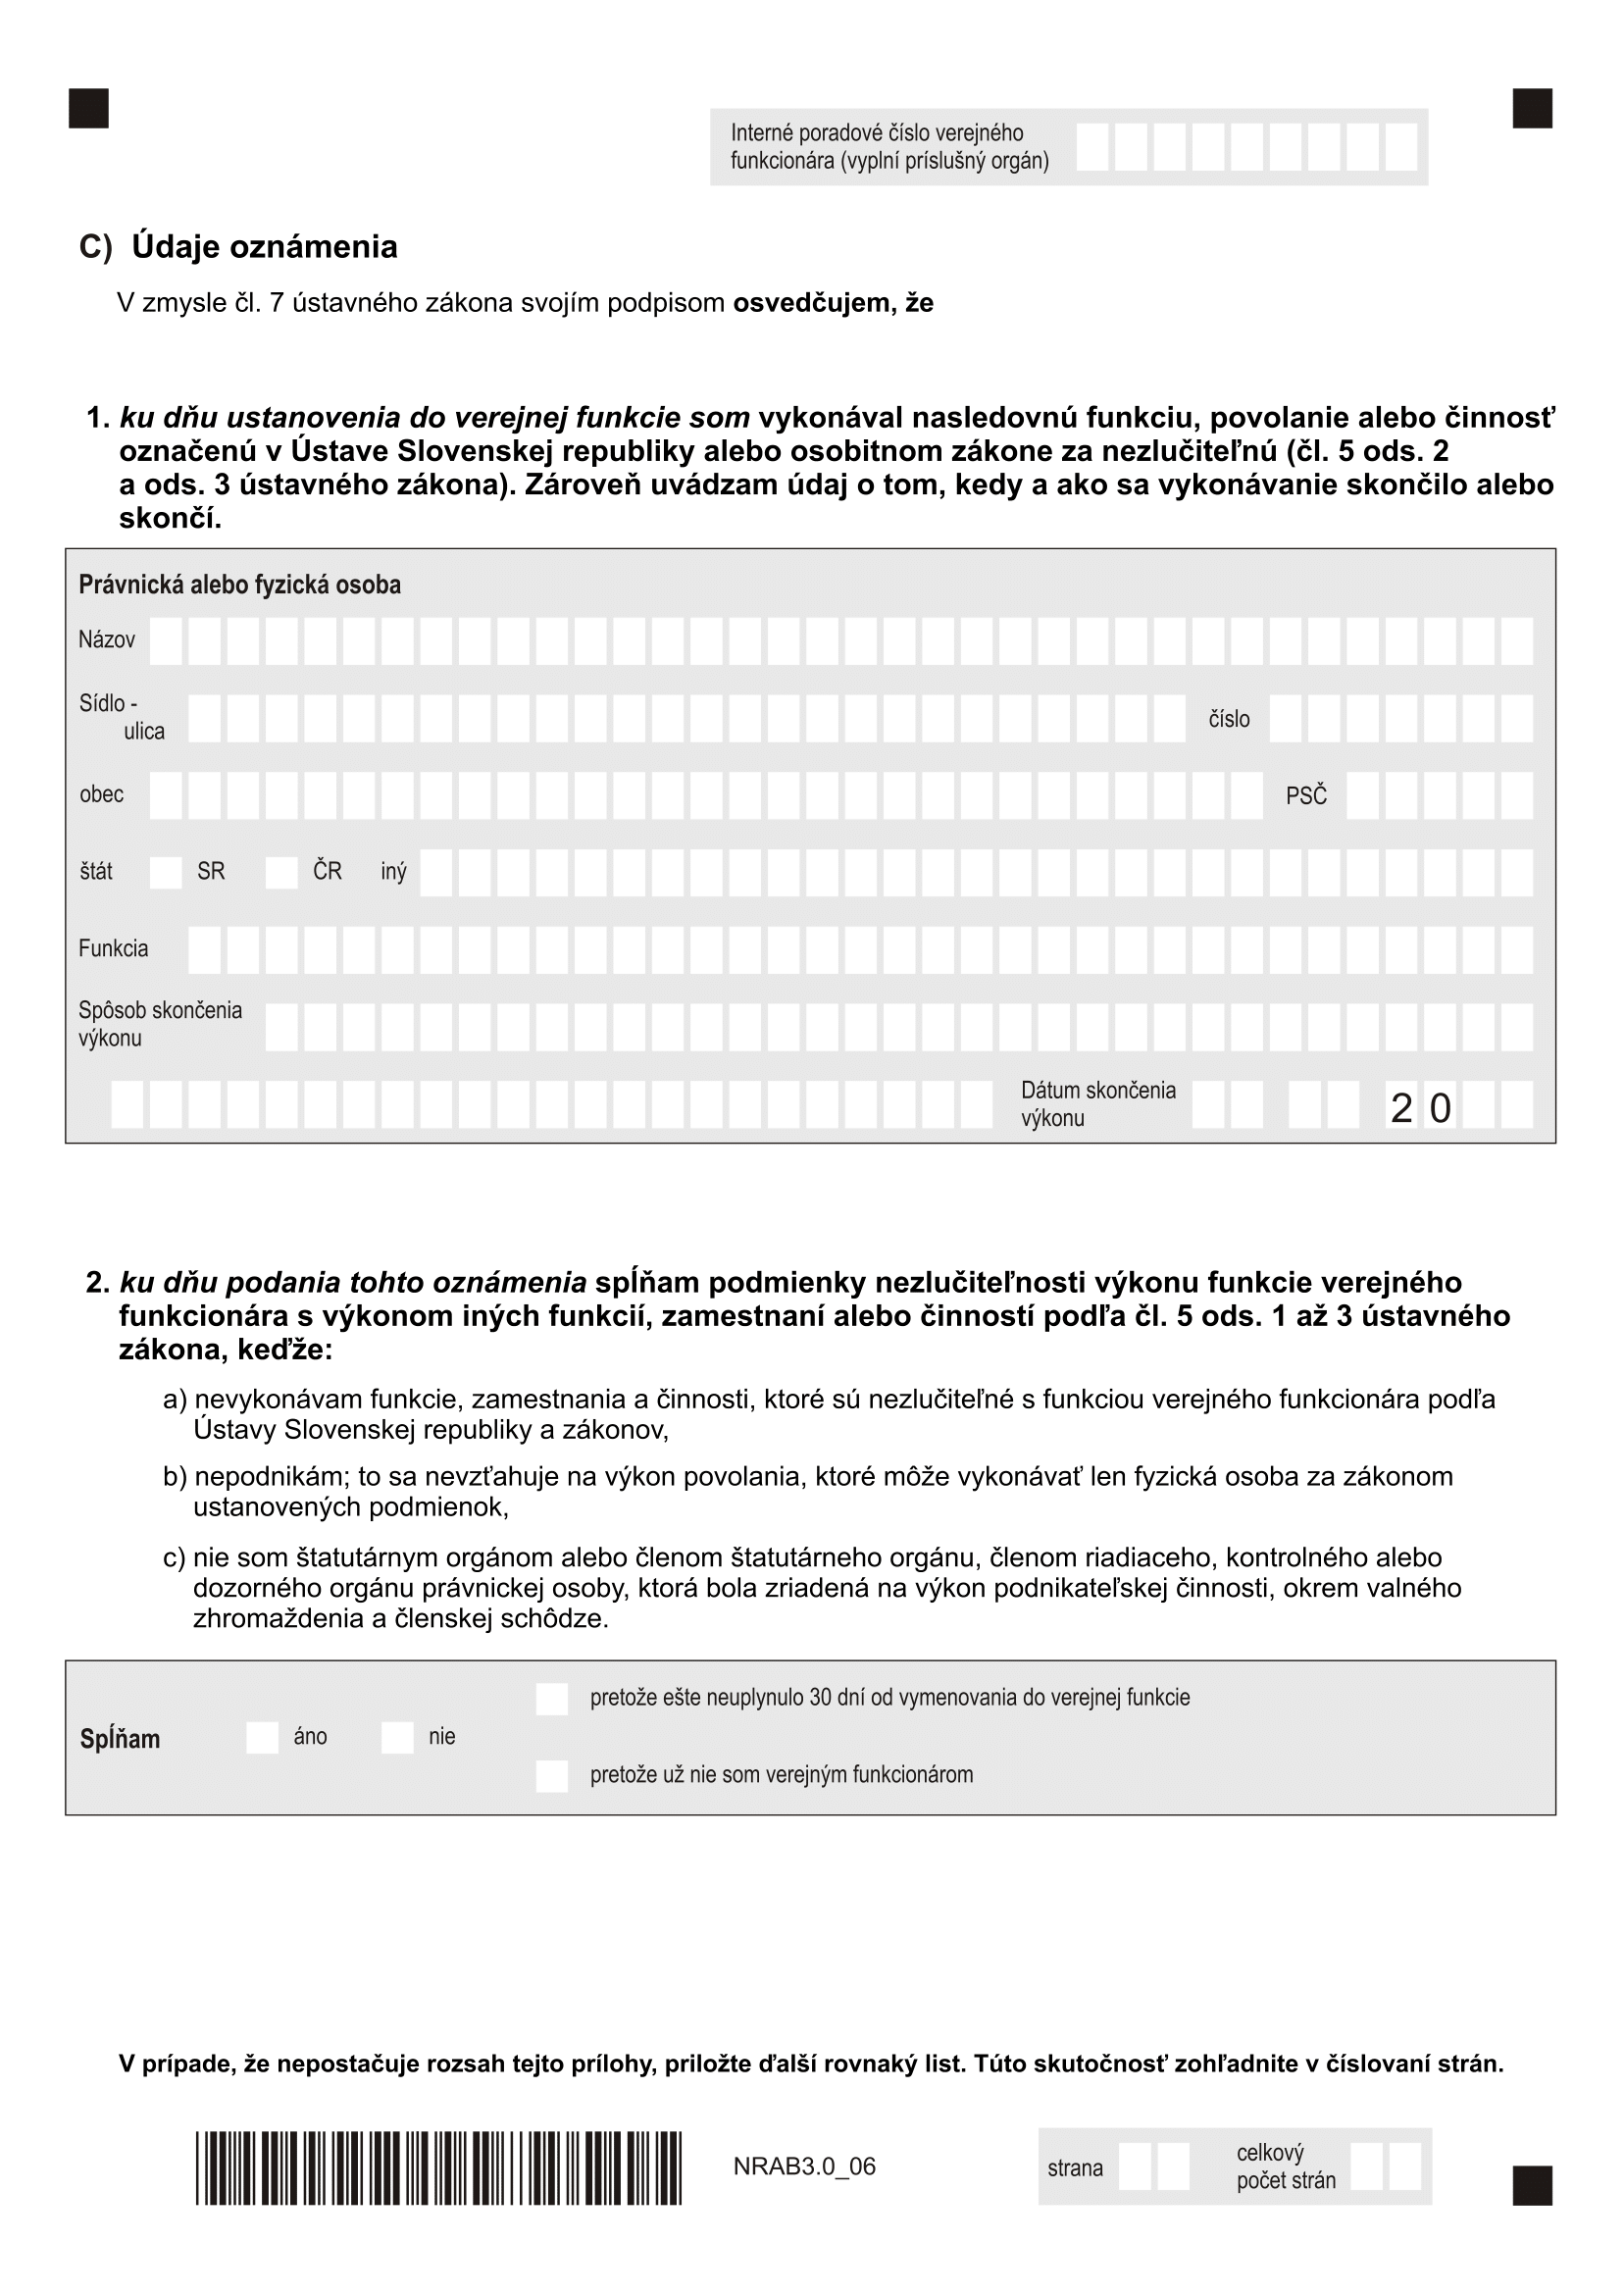 Interné poradové číslo verejného
funkcionára (vyplní príslušný orgán)
C) Údaje oznámenia
V zmysle čl. 7 ústavného zákona svojím podpisom osvedčujem, že
1. ku dňu ustanovenia do verejnej funkcie som vykonával nasledovnú funkciu, povolanie alebo činnosť
označenú v Ústave Slovenskej republiky alebo osobitnom zákone za nezlučiteľnú (čl. 5 ods. 2
a ods. 3 ústavného zákona). Zároveň uvádzam údaj o tom, kedy a ako sa vykonávanie skončilo alebo
skončí.
Právnická alebo fyzická osoba
Názov
Sídlo -
ulica
číslo
obec
PSČ
štát SR ČR iný
Funkcia
Spôsob skončenia
výkonu
Dátum skončenia
výkonu
2 0
2. ku dňu podania tohto oznámenia spĺňam podmienky nezlučiteľnosti výkonu funkcie verejného
funkcionára s výkonom iných funkcií, zamestnaní alebo činností podľa čl. 5 ods. 1 až 3 ústavného
zákona, keďže:
a) nevykonávam funkcie, zamestnania a činnosti, ktoré sú nezlučiteľné s funkciou verejného funkcionára podľa
Ústavy Slovenskej republiky a zákonov,
b) nepodnikám; to sa nevzťahuje na výkon povolania, ktoré môže vykonávať len fyzická osoba za zákonom
ustanovených podmienok,
c) nie som štatutárnym orgánom alebo členom štatutárneho orgánu, členom riadiaceho, kontrolného alebo
dozorného orgánu právnickej osoby, ktorá bola zriadená na výkon podnikateľskej činnosti, okrem valného
zhromaždenia a členskej schôdze.
pretože ešte neuplynulo 30 dní od vymenovania do verejnej funkcie
Spĺňam áno nie
pretože už nie som verejným funkcionárom
V prípade, že nepostačuje rozsah tejto prílohy, priložte ďalší rovnaký list. Túto skutočnosť zohľadnite v číslovaní strán.
NRAB3.0_06
strana
celkový
počet strán